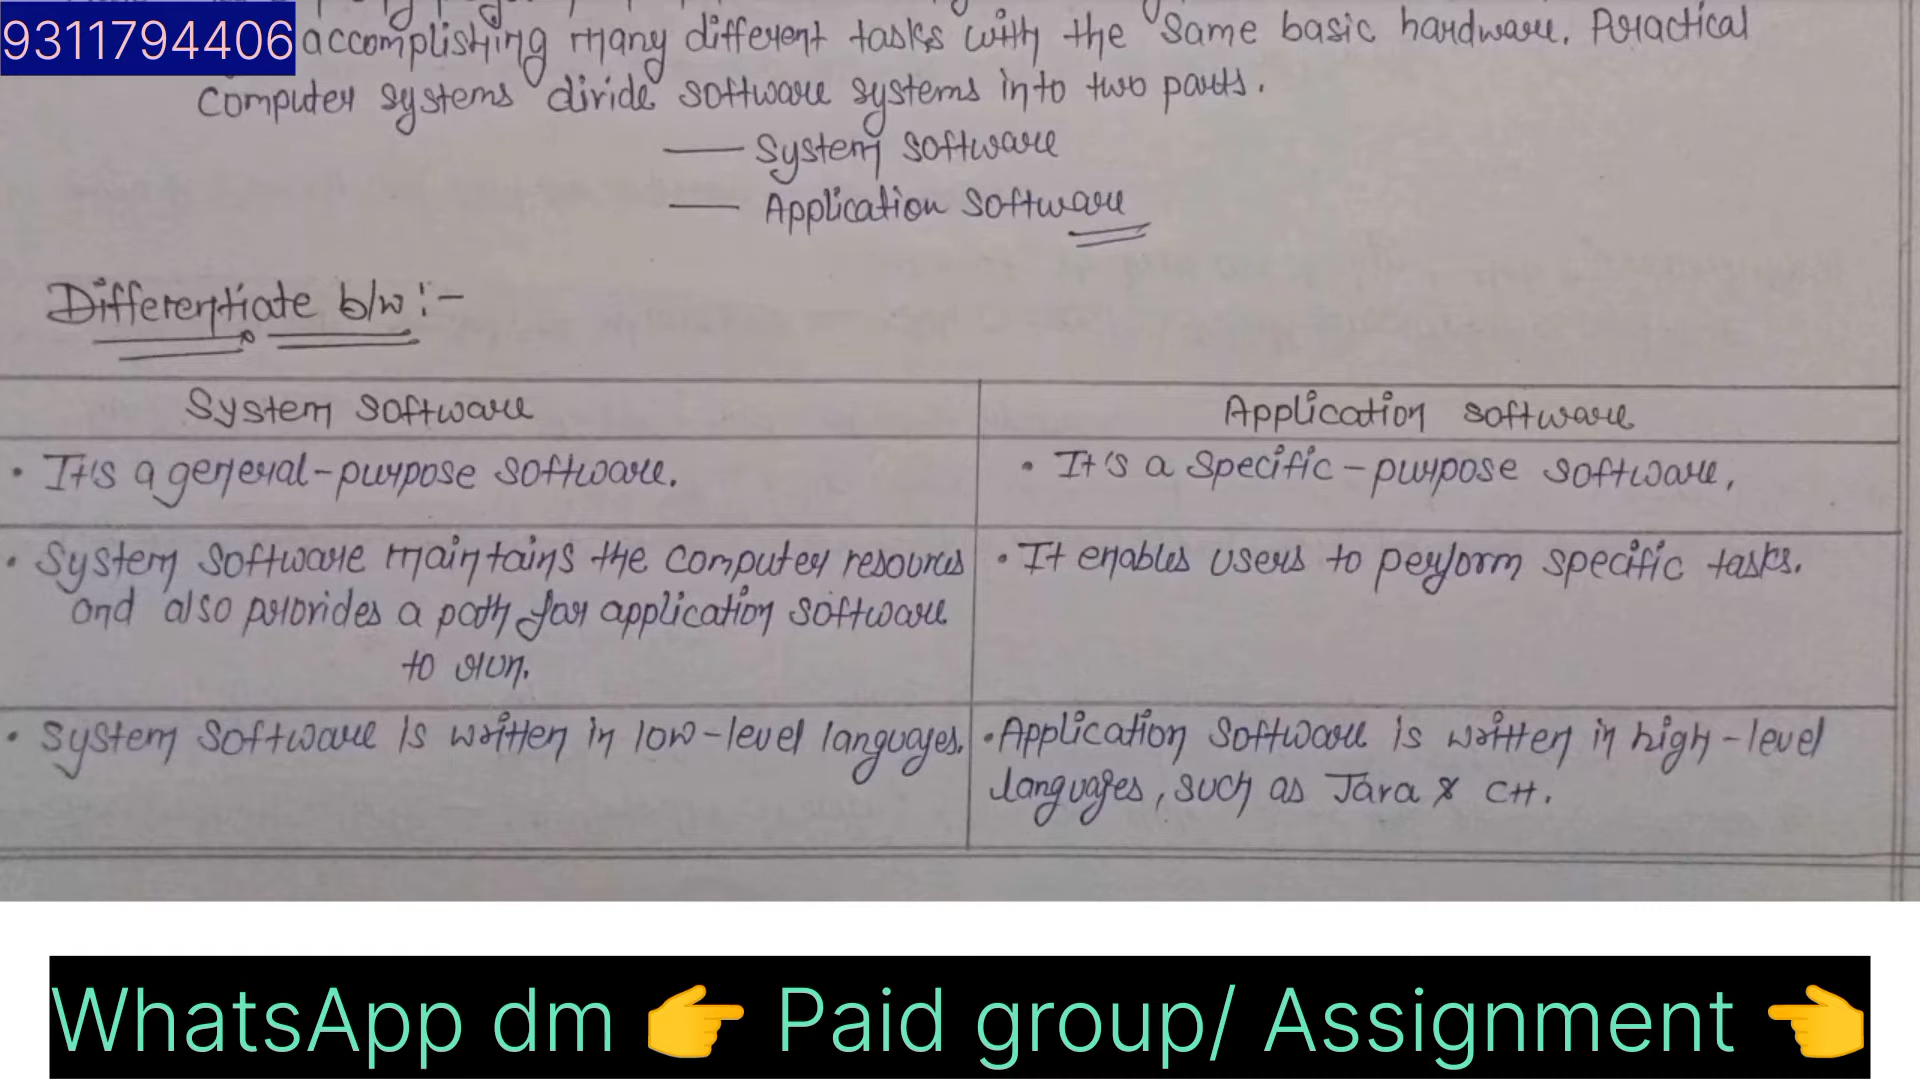 9311794406
accomplishing many different tasks with the same basic hardware. Practical
computer systems divide software systems into two parts.
— System software
— Application software
Differentiate b/w :-
System software
Application software
• It's a general-purpose software.
• It's a specific-purpose software.
• System software maintains the computer resources
and also provides a path for application software
to run.
• It enables users to perform specific tasks.
• System software is written in low-level languages.
• Application software is written in high-level
languages, such as Java & C++.
WhatsApp dm 👉 Paid group/ Assignment 👈